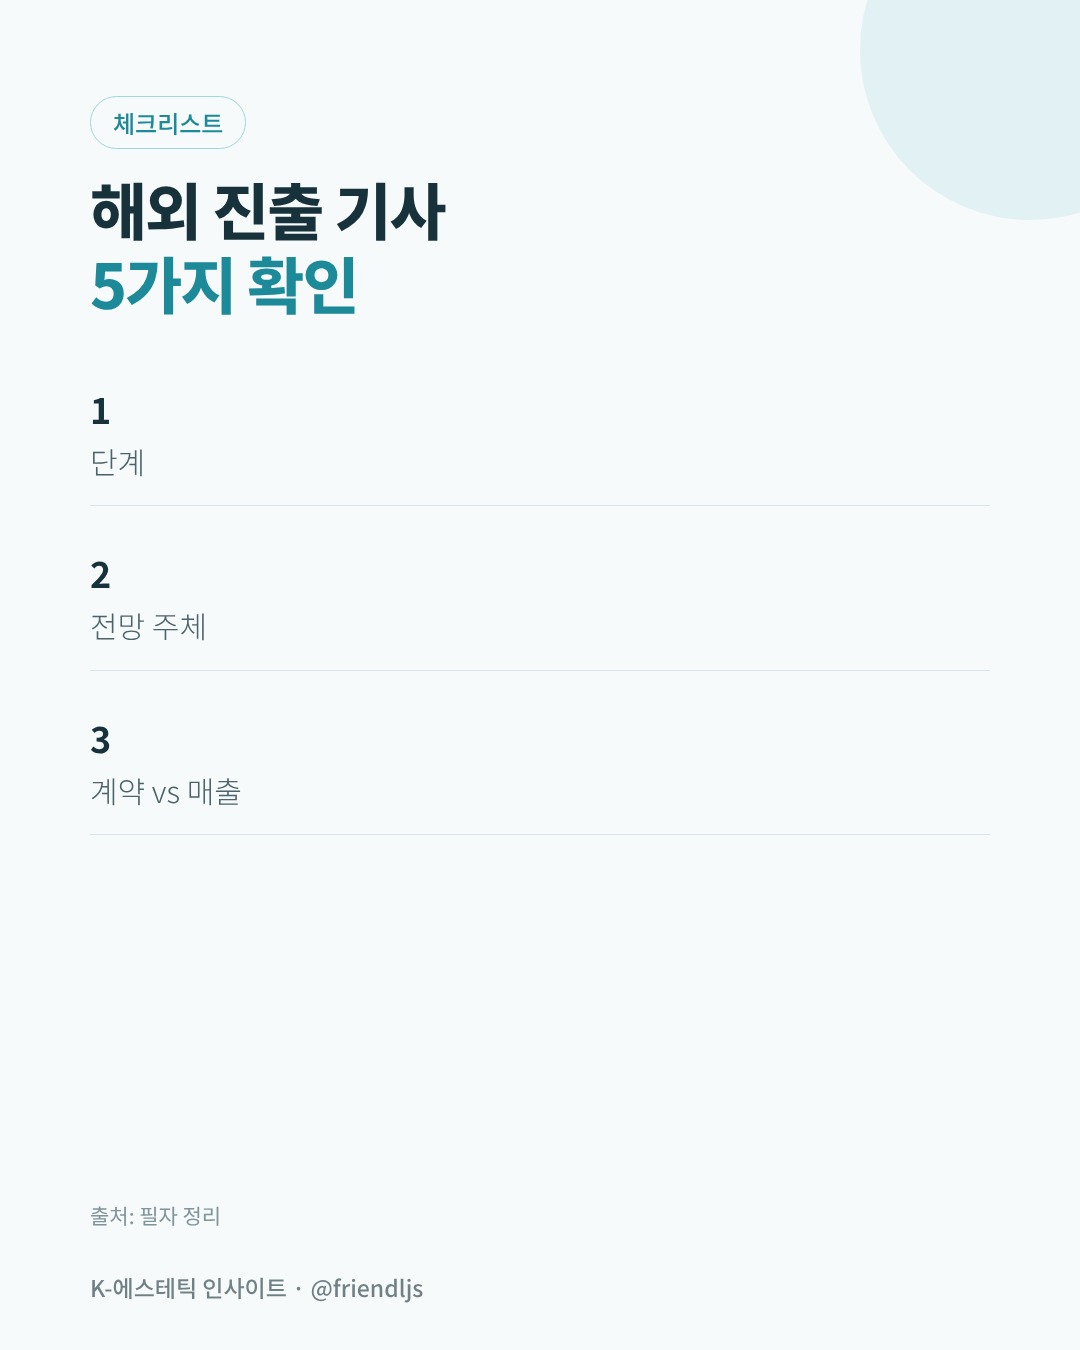 체크리스트
해외 진출 기사
5가지 확인
1
단계
2
전망 주체
3
계약 vs 매출
출처: 필자 정리
K-에스테틱 인사이트 · @friendljs